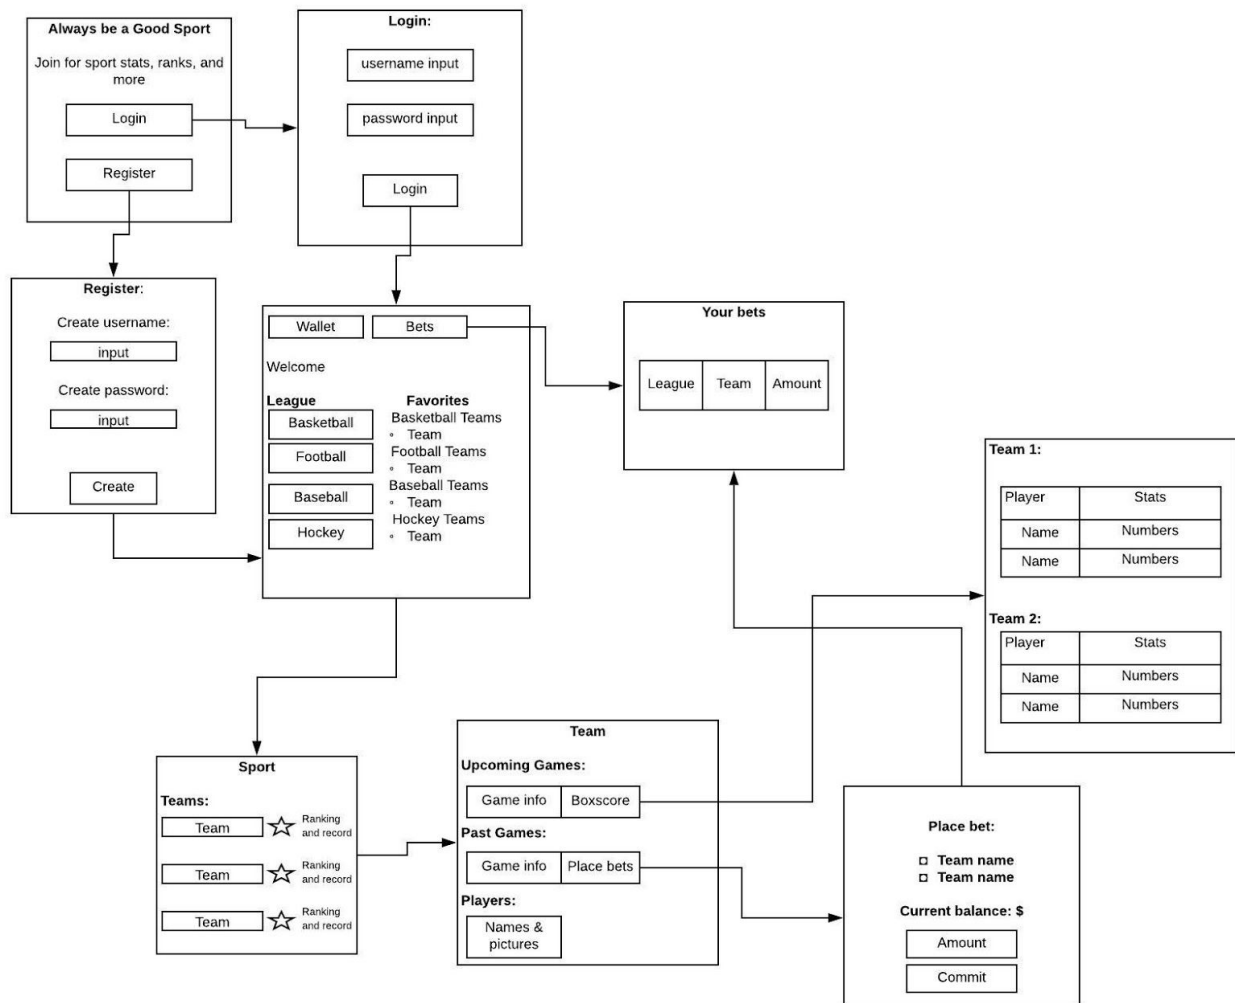 Always be a Good Sport
Join for sport stats, ranks, and
more
Login
Register
Login:
username input
password input
Login
Register:
Create username:
input
Create password:
input
Create
Wallet
Bets
Welcome
League
Basketball
Football
Baseball
Hockey
Favorites
Basketball Teams
◦ Team
Football Teams
◦ Team
Baseball Teams
◦ Team
Hockey Teams
◦ Team
Your bets
League Team Amount
Team 1:
Player Stats
Name Numbers
Name Numbers
Team 2:
Player Stats
Name Numbers
Name Numbers
Sport
Teams:
Team
Ranking
and record
Team
Ranking
and record
Team
Ranking
and record
Team
Upcoming Games:
Game info Boxscore
Past Games:
Game info Place bets
Players:
Names &
pictures
Place bet:
Team name
Team name
Current balance: $
Amount
Commit